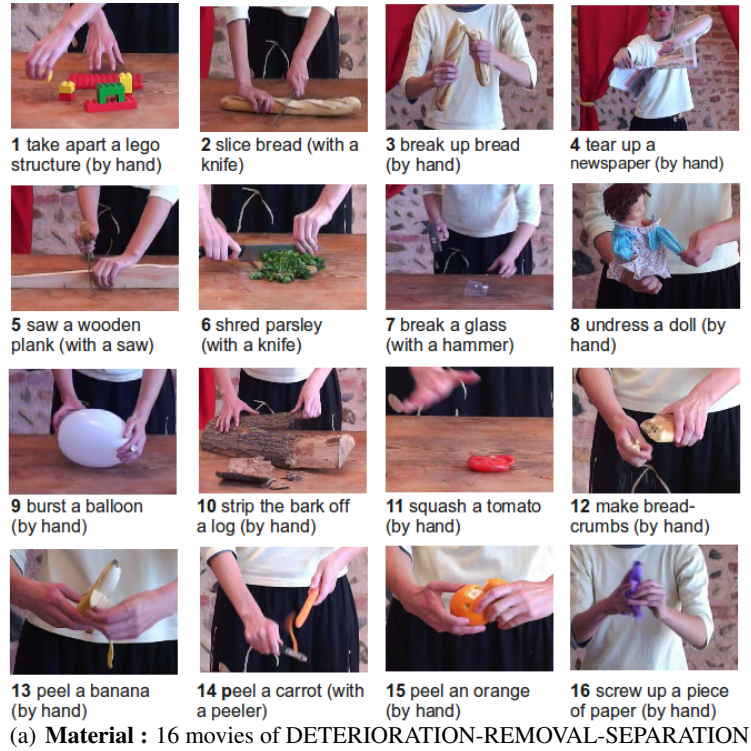 1 take apart a lego
structure (by hand)
2 slice bread (with a
knife)
3 break up bread
(by hand)
4 tear up a
newspaper (by hand)
5 saw a wooden
plank (with a saw)
6 shred parsley
(with a knife)
7 break a glass
(with a hammer)
8 undress a doll (by
hand)
9 burst a balloon
(by hand)
10 strip the bark off
a log (by hand)
11 squash a tomato
(by hand)
12 make bread-
crumbs (by hand)
13 peel a banana
(by hand)
14 peel a carrot (with
a peeler)
15 peel an orange
(by hand)
16 screw up a piece
of paper (by hand)
(a) Material : 16 movies of DETERIORATION-REMOVAL-SEPARATION